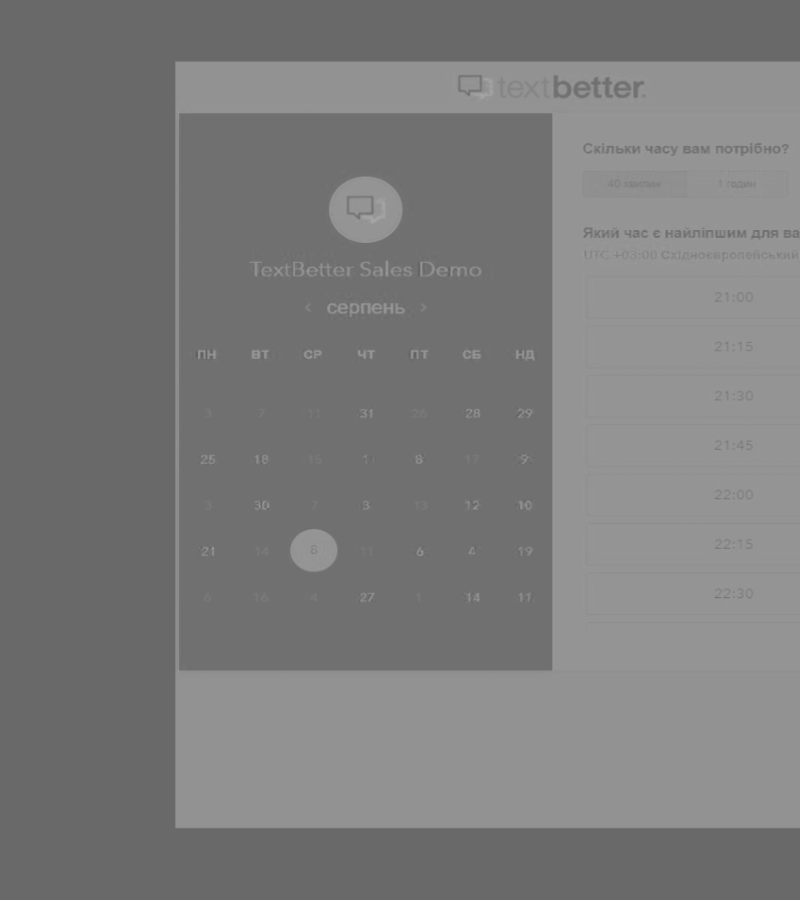 textbetter.
TextBetter Sales Demo
‹ серпень ›
ПН ВТ СР ЧТ ПТ СБ НД
3 7 11 31 26 28 29
25 18 15 1 8 17 9
3 30 7 3 13 12 10
21 18 8 11 6 4 19
6 16 4 27 1 14 11
Скільки часу вам потрібно?
40 хвилин 1 годин
Який час є найліпшим для ва
UTC +03:00 Східноєвропейський
21:00
21:15
21:30
21:45
22:00
22:15
22:30